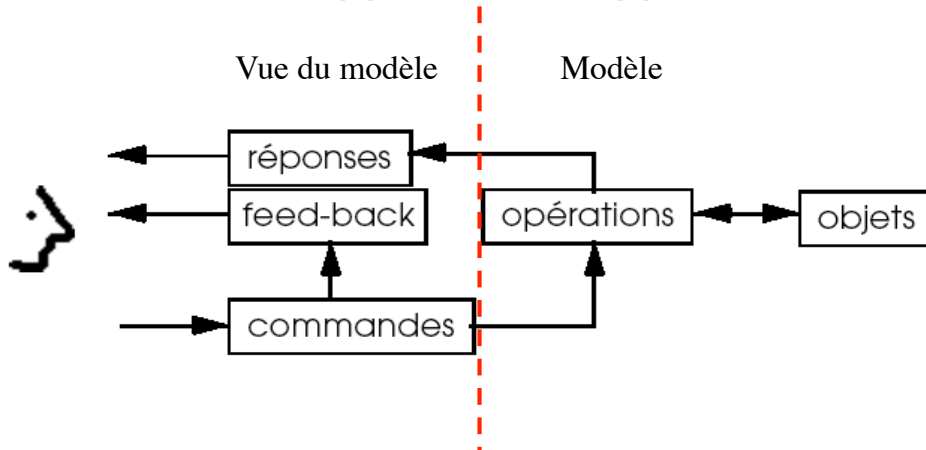 Vue du modèle
Modèle
réponses
feed-back
opérations
objets
commandes